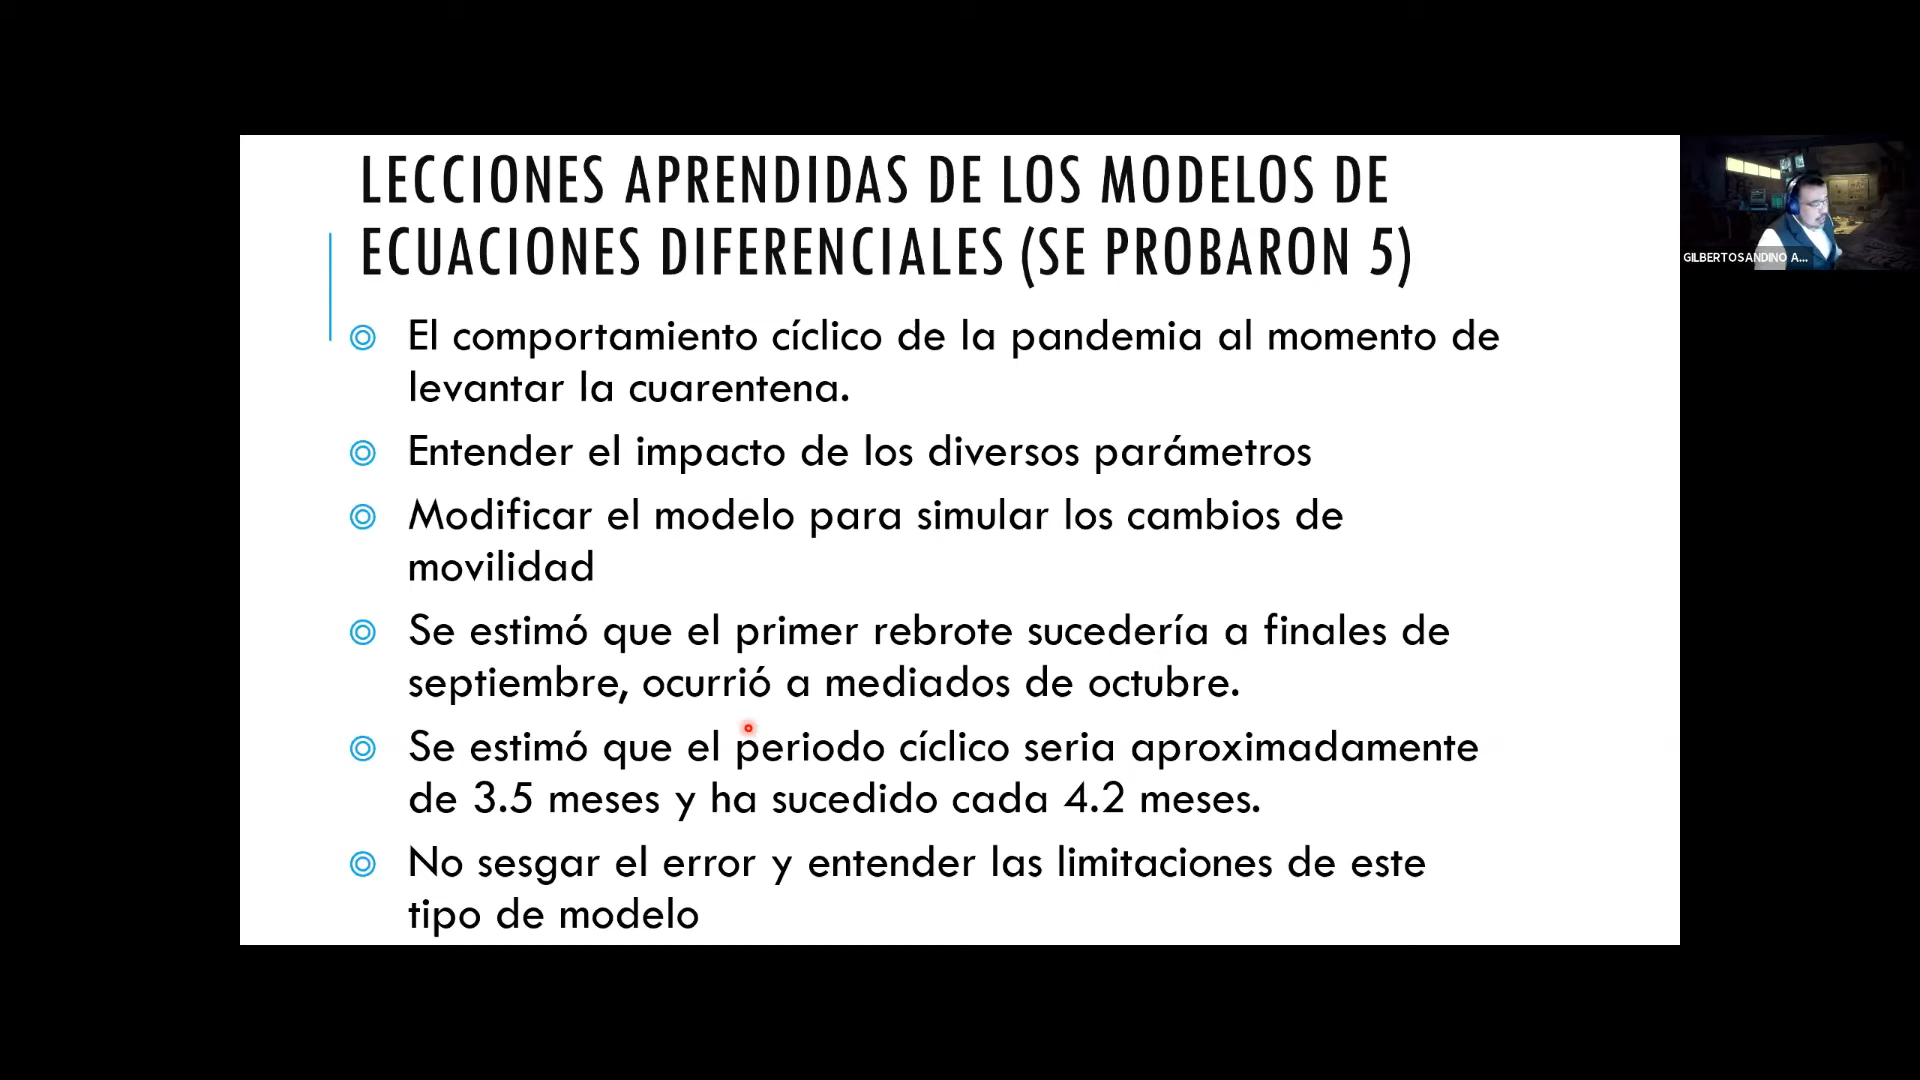 LECCIONES APRENDIDAS DE LOS MODELOS DE
ECUACIONES DIFERENCIALES (SE PROBARON 5)
El comportamiento cíclico de la pandemia al momento de
levantar la cuarentena.
Entender el impacto de los diversos parámetros
Modificar el modelo para simular los cambios de
movilidad
Se estimó que el primer rebrote sucedería a finales de
septiembre, ocurrió a mediados de octubre.
Se estimó que el periodo cíclico seria aproximadamente
de 3.5 meses y ha sucedido cada 4.2 meses.
No sesgar el error y entender las limitaciones de este
tipo de modelo
GILBERTOSANDINO A...